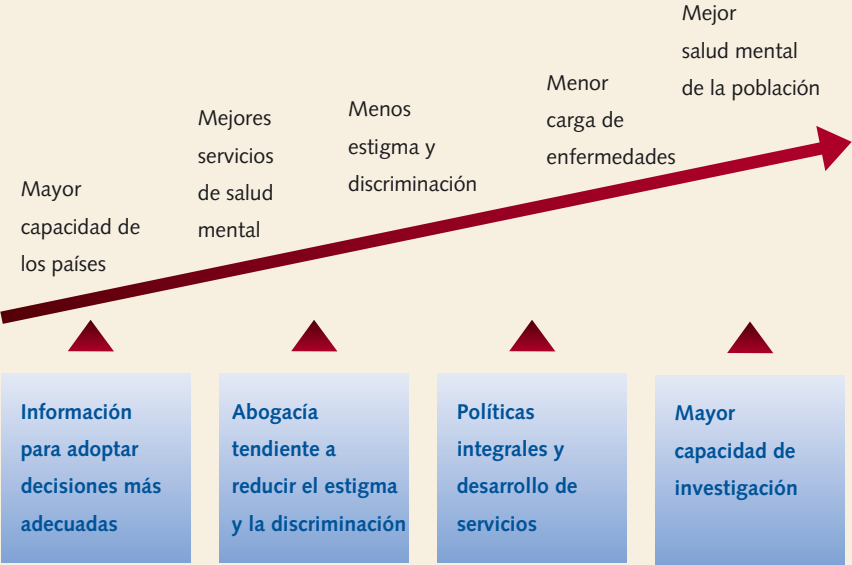 Mayor
capacidad de
los países
Mejores
servicios
de salud
mental
Menos
estigma y
discriminación
Menor
carga de
enfermedades
Mejor
salud mental
de la población
Información
para adoptar
decisiones más
adecuadas
Abogacía
tendiente a
reducir el estigma
y la discriminación
Políticas
integrales y
desarrollo de
servicios
Mayor
capacidad de
investigación